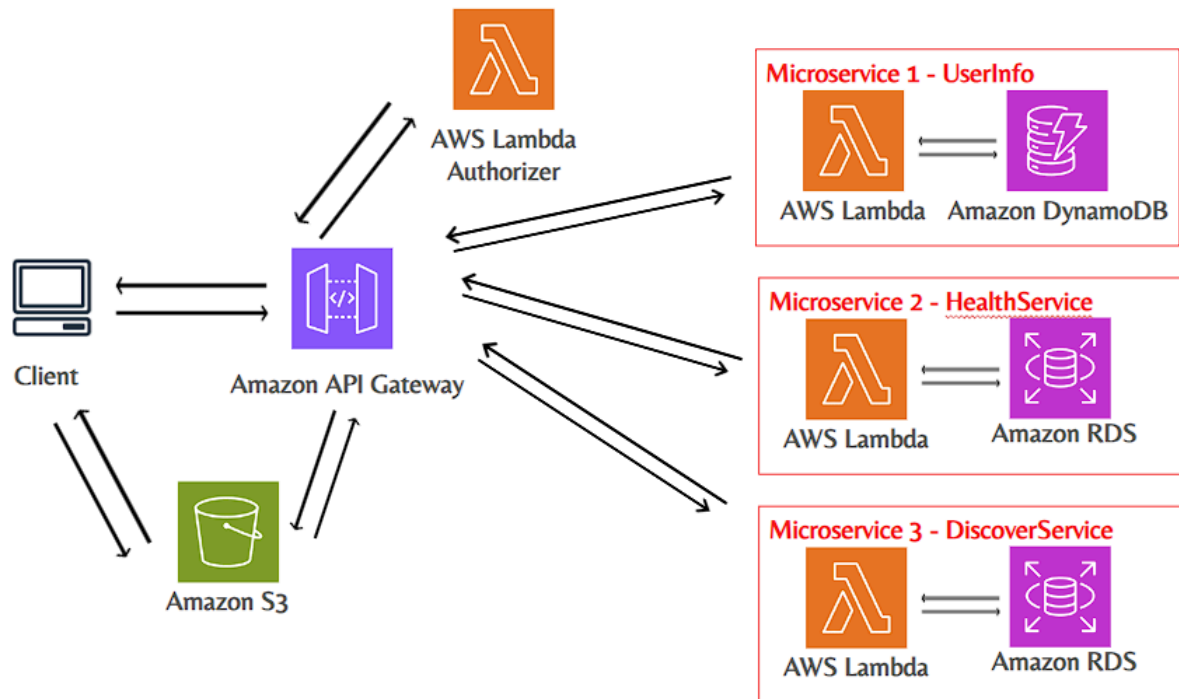 AWS Lambda
Authorizer
Microservice 1 - UserInfo
AWS Lambda
Amazon DynamoDB
Client
Amazon API Gateway
</>
Microservice 2 - HealthService
AWS Lambda
Amazon RDS
Amazon S3
Microservice 3 - DiscoverService
AWS Lambda
Amazon RDS